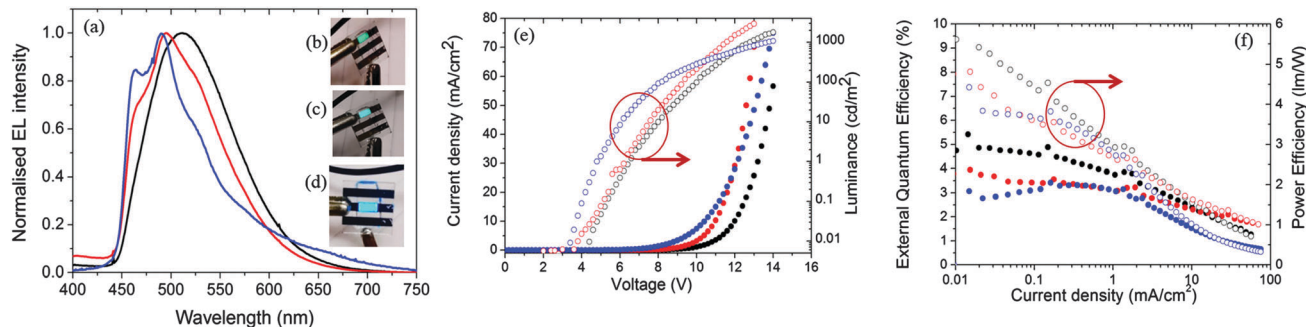 (a)
(b)
(c)
(d)
Normalised EL intensity
1.0
0.8
0.6
0.4
0.2
0.0
400 450 500 550 600 650 700 750
Wavelength (nm)
(e)
Current density (mA/cm2)
80
70
60
50
40
30
20
10
0
0 2 4 6 8 10 12 14 16
Voltage (V)
1000
100
10
1
0.1
0.01
Luminance (cd/m2)
(f)
External Quantum Efficiency (%)
10
9
8
7
6
5
4
3
2
1
0
0.01 0.1 1 10 100
Current density (mA/cm2)
6
5
4
3
2
1
0
Power Efficiency (lm/W)